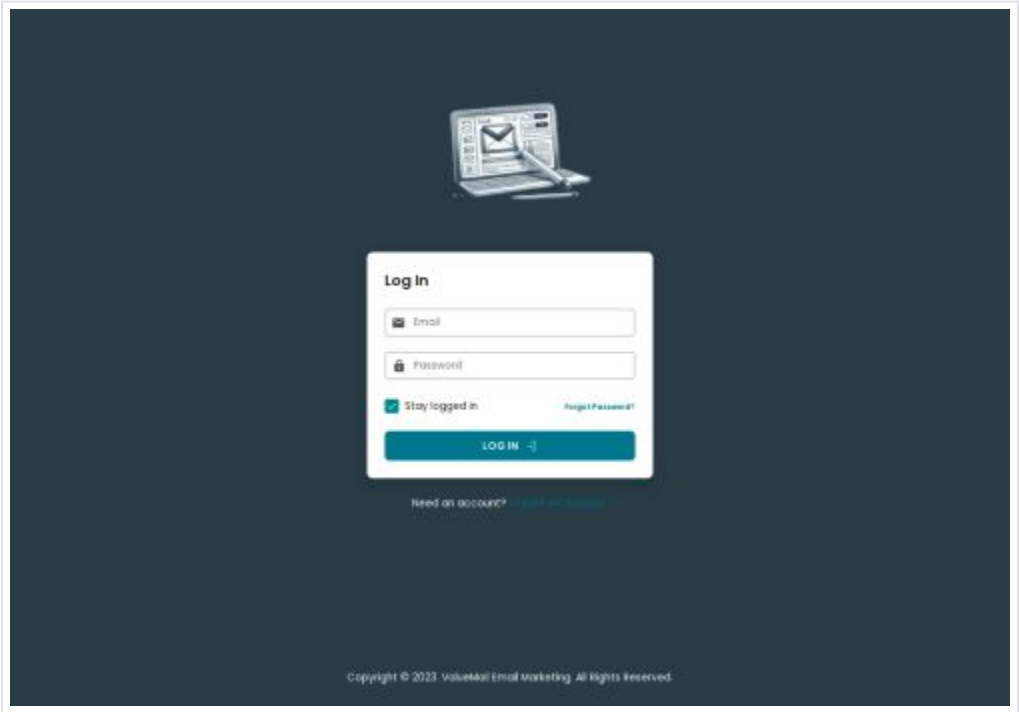 Log In
Email
Password
Stay logged in
Forgot Password?
LOG IN
Need an account?
Copyright © 2023. ValueMail Email Marketing. All Rights Reserved.